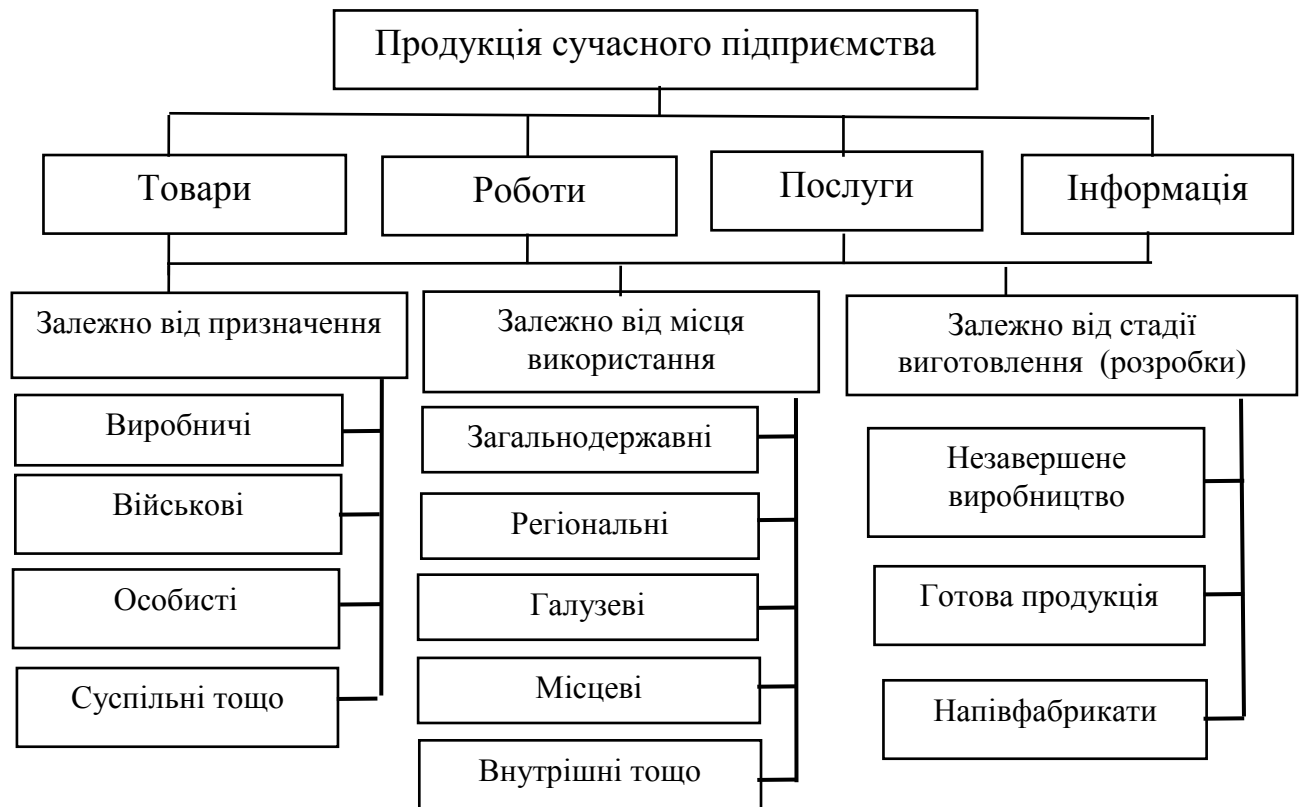 Продукція сучасного підприємства
Товари
Роботи
Послуги
Інформація
Залежно від призначення
Виробничі
Військові
Особисті
Суспільні тощо
Залежно від місця
використання
Загальнодержавні
Регіональні
Галузеві
Місцеві
Внутрішні тощо
Залежно від стадії
виготовлення (розробки)
Незавершене
виробництво
Готова продукція
Напівфабрикати